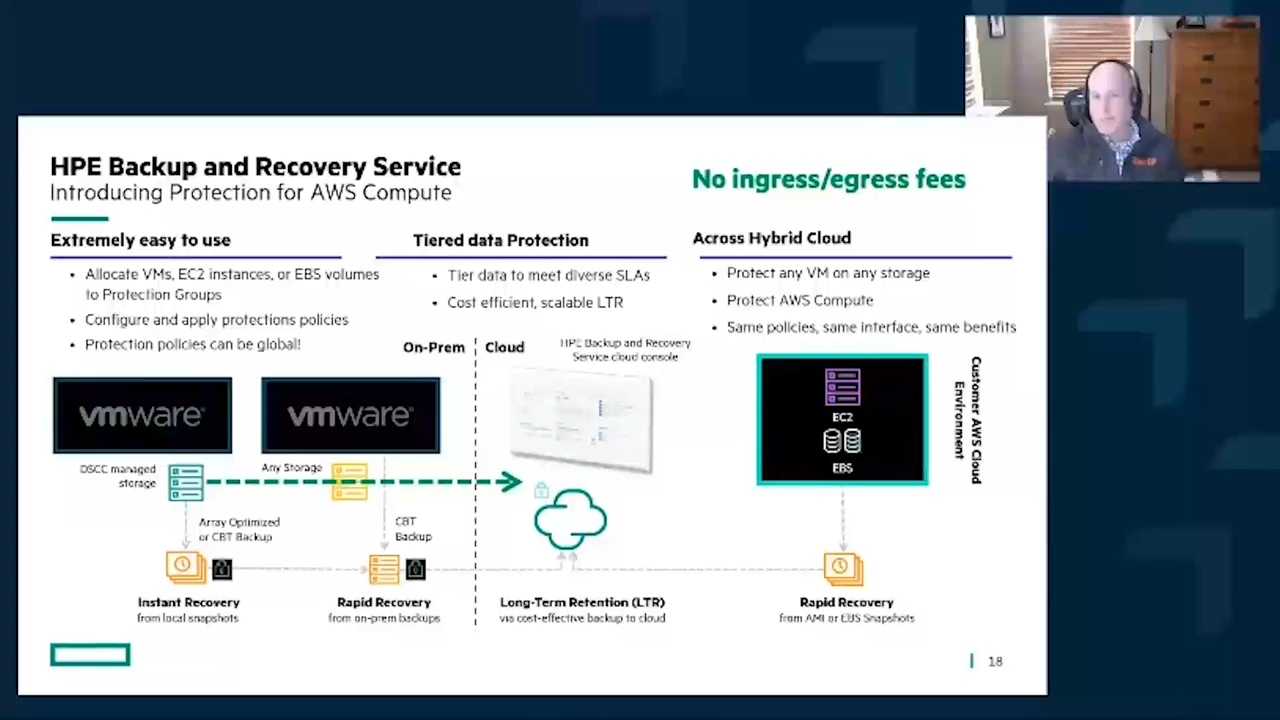 HPE Backup and Recovery Service
Introducing Protection for AWS Compute
No ingress/egress fees
Extremely easy to use
• Allocate VMs, EC2 instances, or EBS volumes
to Protection Groups
• Configure and apply protections policies
• Protection policies can be global!
Tiered data Protection
• Tier data to meet diverse SLAs
• Cost efficient, scalable LTR
Across Hybrid Cloud
• Protect any VM on any storage
• Protect AWS Compute
• Same policies, same interface, same benefits
On-Prem
Cloud
HPE Backup and Recovery
Service cloud console
vmware®
vmware®
EC2
EBS
Customer AWS Cloud
Environment
DSCC managed
storage
Any Storage
Array Optimized
or CBT Backup
CBT
Backup
Instant Recovery
from local snapshots
Rapid Recovery
from on-prem backups
Long-Term Retention (LTR)
via cost-effective backup to cloud
Rapid Recovery
from AMI or EBS Snapshots
18